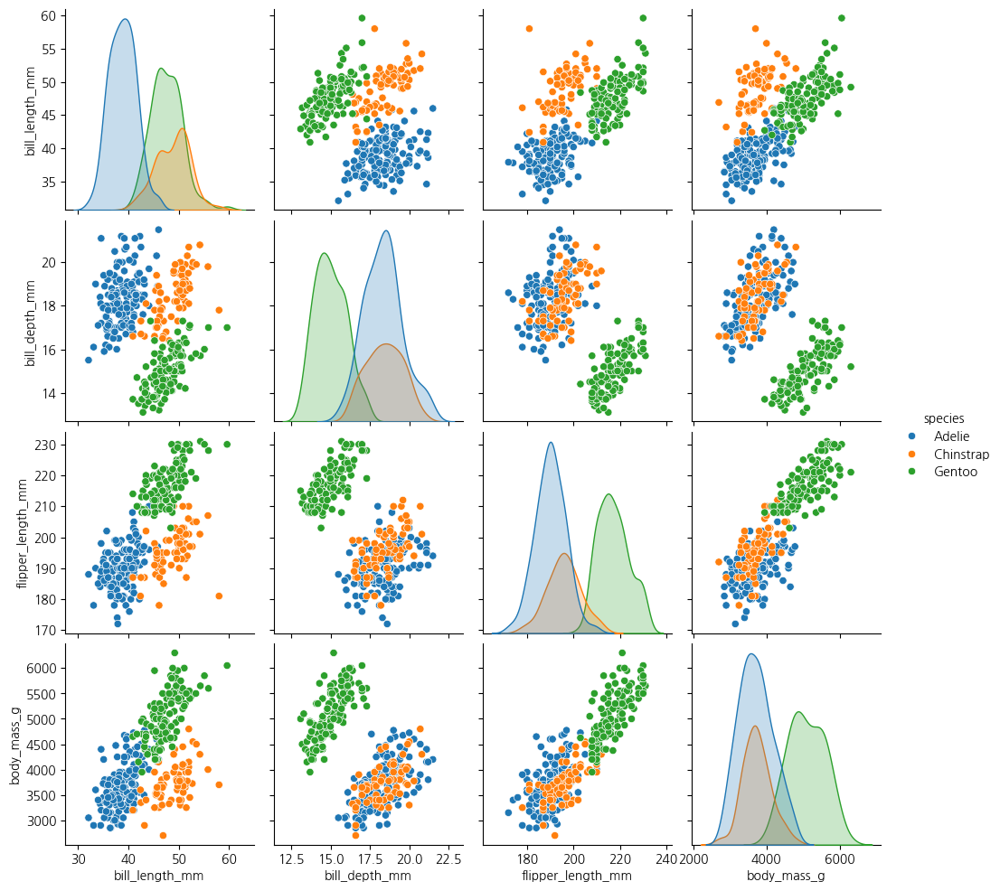 60
55
50
45
40
35
bill_length_mm
20
18
16
14
bill_depth_mm
species
Adelie
Chinstrap
Gentoo
230
220
210
200
190
180
170
flipper_length_mm
6000
5500
5000
4500
4000
3500
3000
body_mass_g
30 40 50 60
bill_length_mm
12.5 15.0 17.5 20.0 22.5
bill_depth_mm
180 200 220 240
flipper_length_mm
2000 4000 6000
body_mass_g